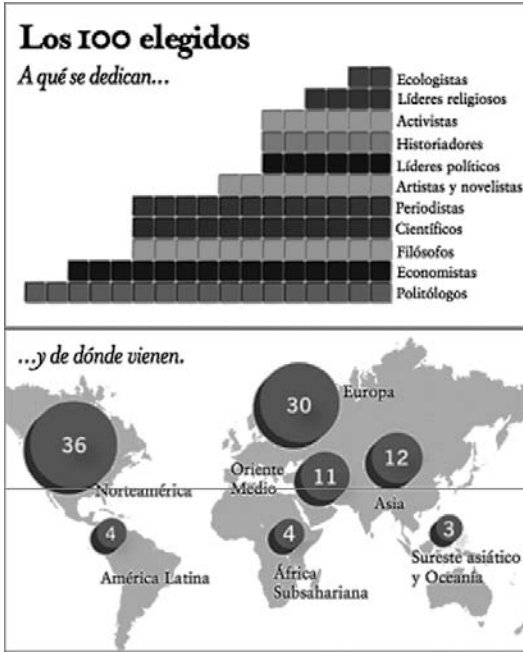 Los 100 elegidos
A qué se dedican...
Ecologistas
Líderes religiosos
Activistas
Historiadores
Líderes políticos
Artistas y novelistas
Periodistas
Científicos
Filósofos
Economistas
Politólogos
...y de dónde vienen.
30
Europa
36
12
Oriente
Medio
11
Norteamérica
Asia
4
4
3
América Latina
África
Subsahariana
Sureste asiático
y Oceanía